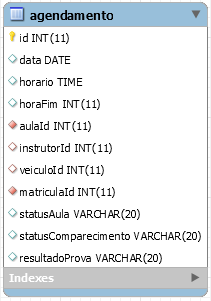 agendamento
id INT(11)
data DATE
horario TIME
horaFim INT(11)
aulaId INT(11)
instrutorId INT(11)
veiculoId INT(11)
matriculaId INT(11)
statusAula VARCHAR(20)
statusComparecimento VARCHAR(20)
resultadoProva VARCHAR(20)
Indexes